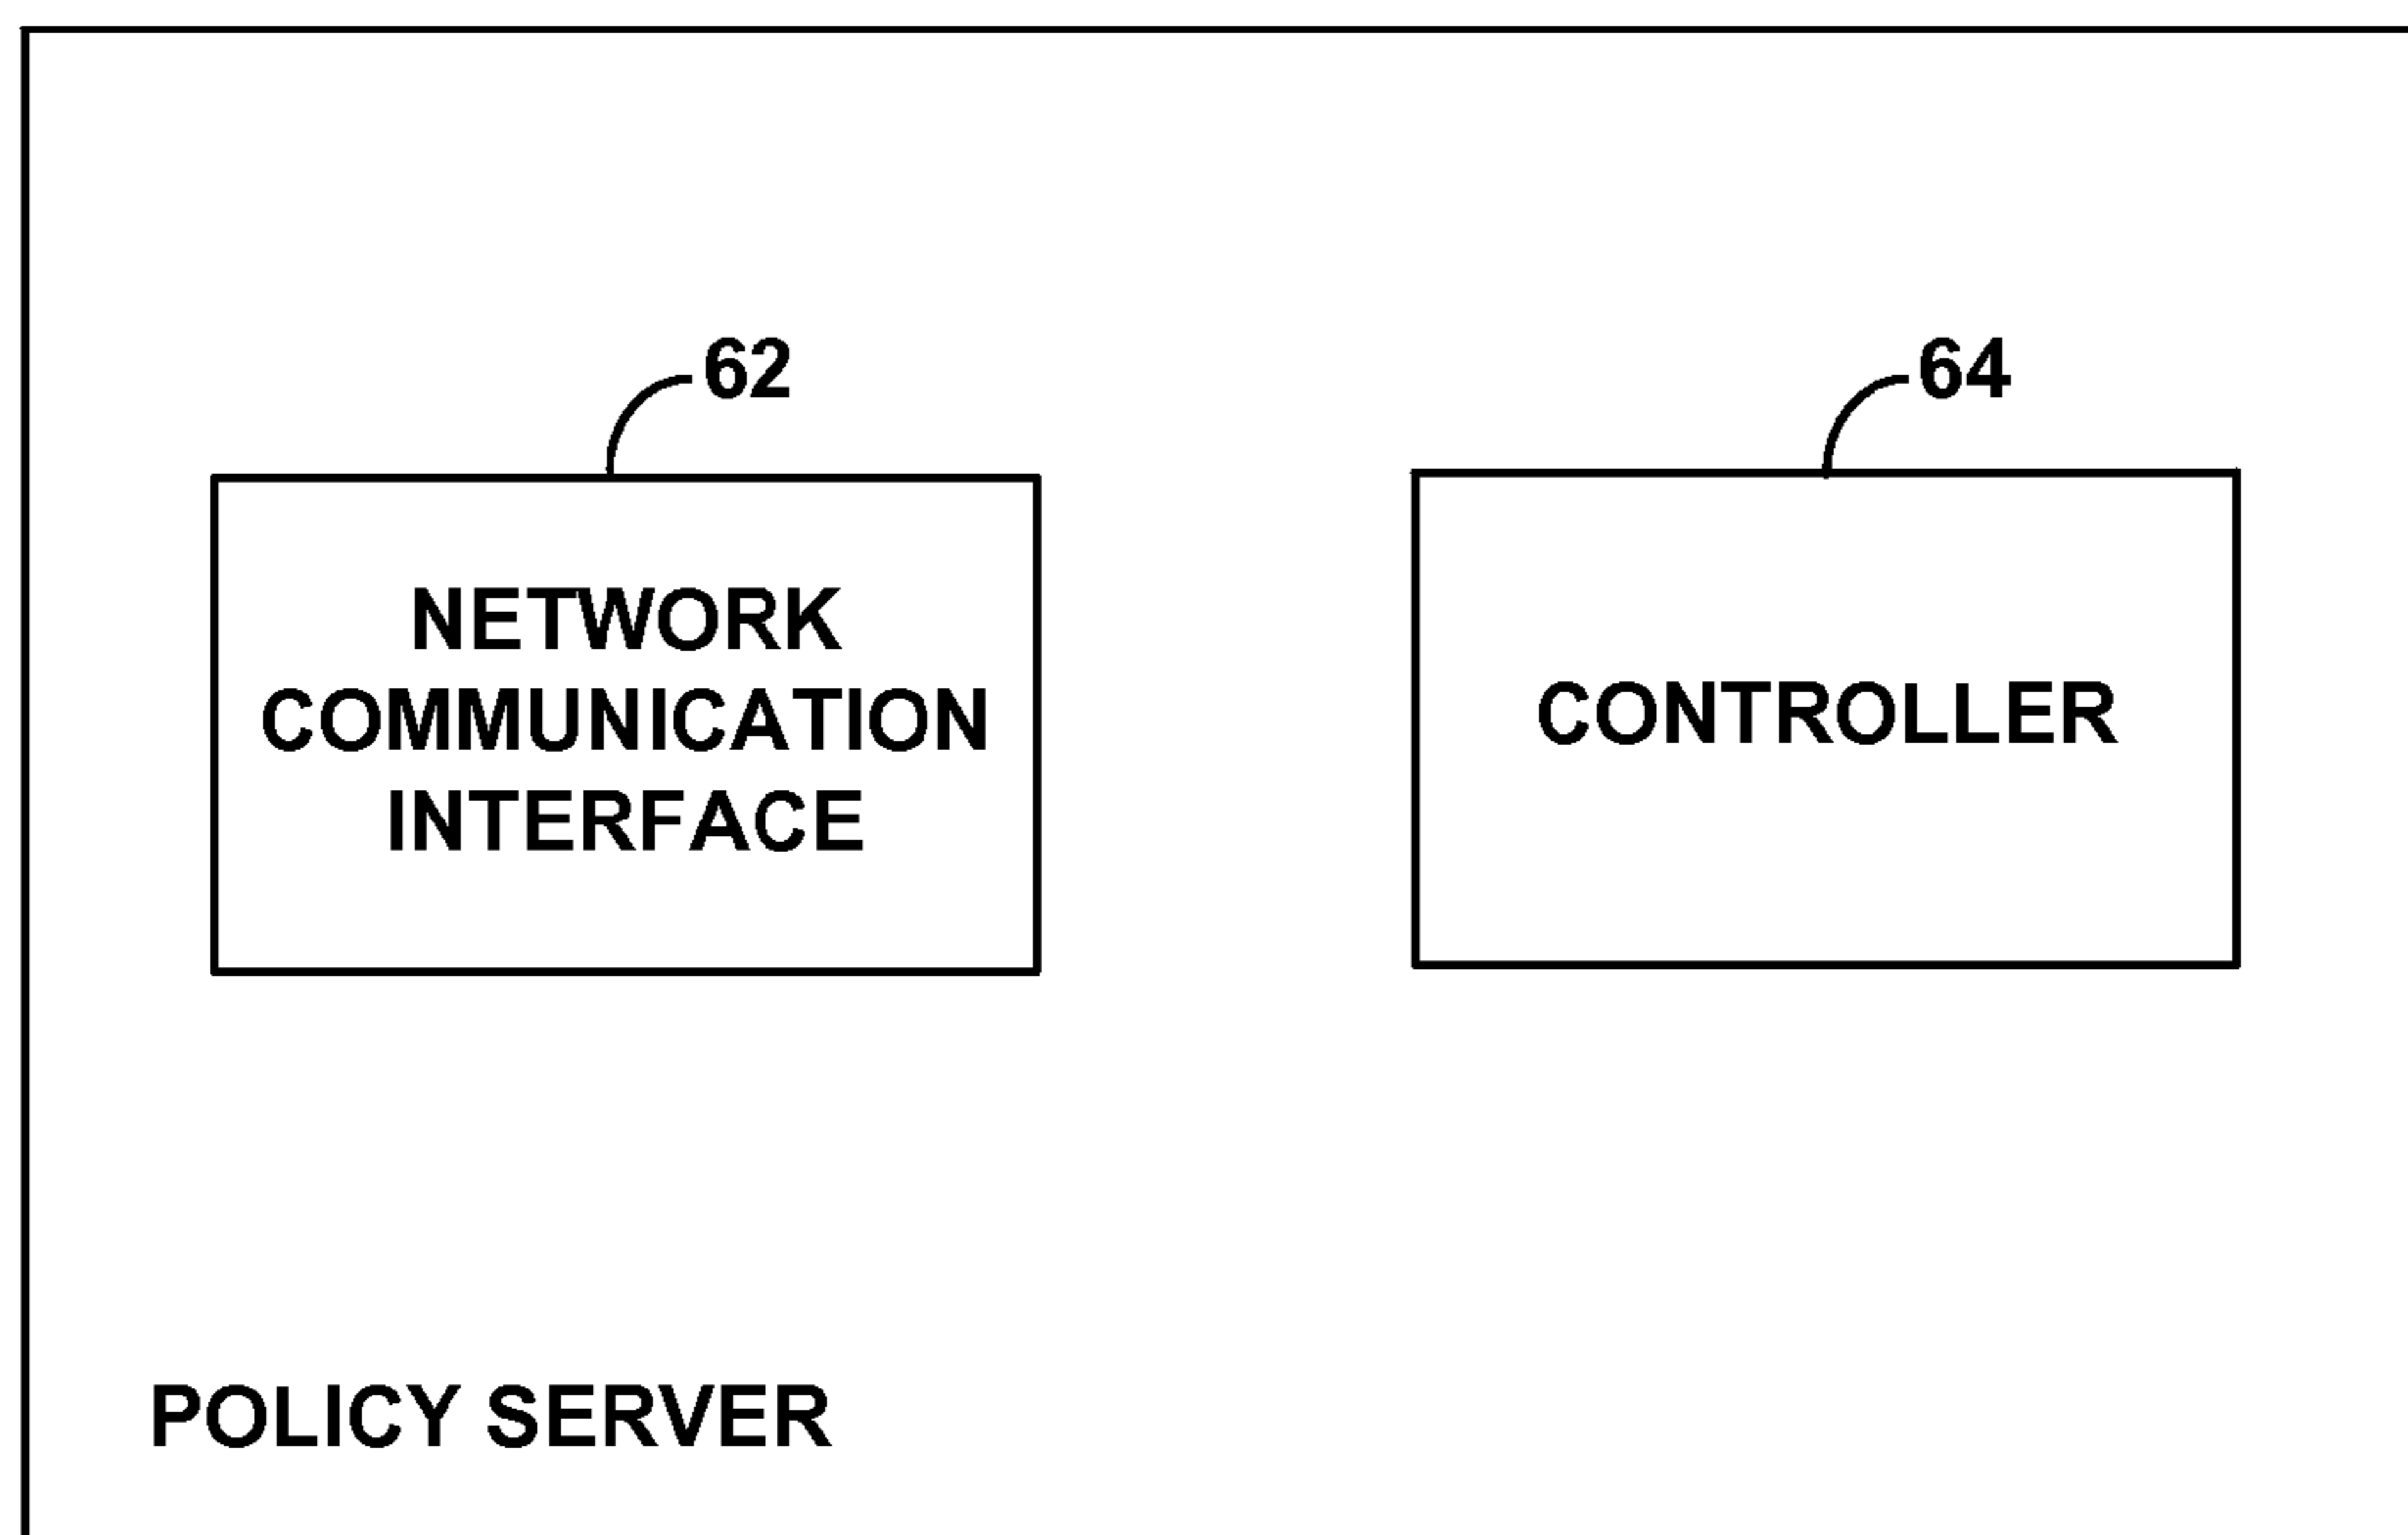 62
64
NETWORK
COMMUNICATION
INTERFACE
CONTROLLER
POLICY SERVER